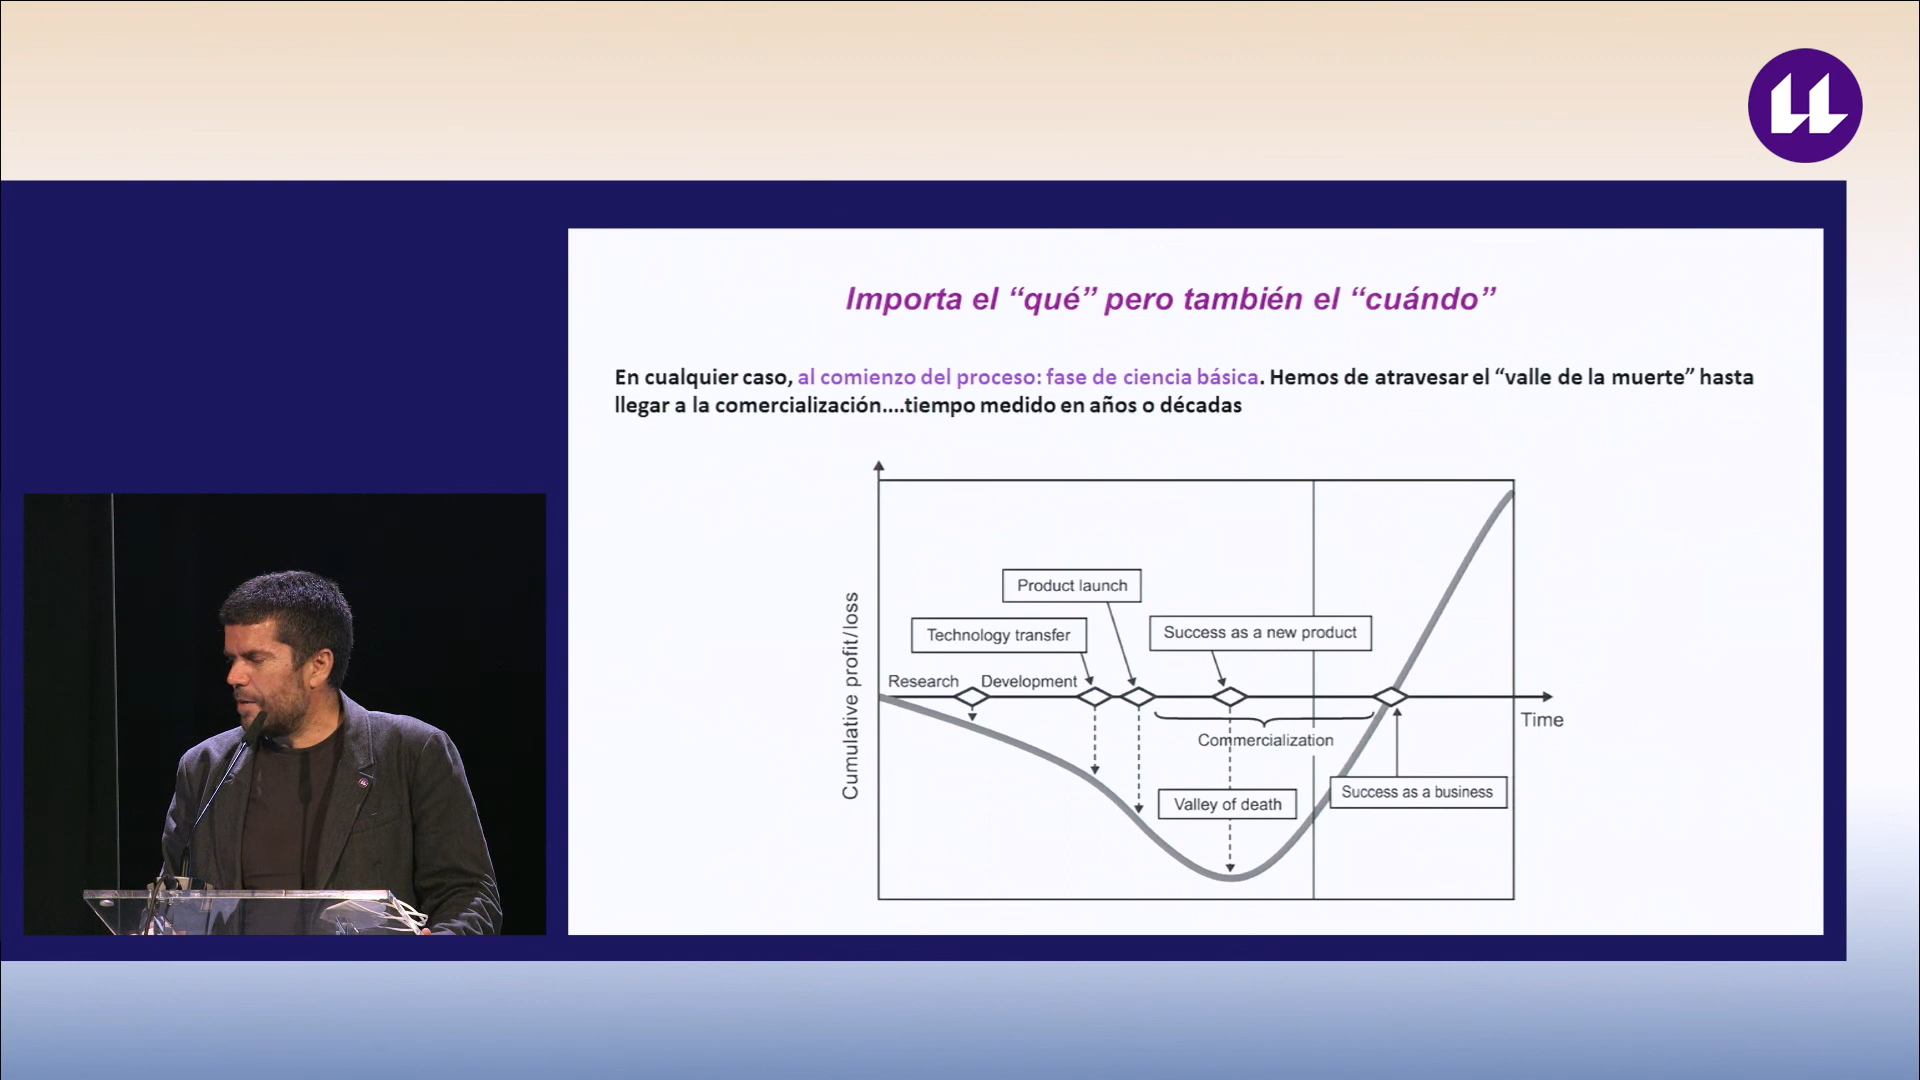 Importa el “qué” pero también el “cuándo”
En cualquier caso, al comienzo del proceso: fase de ciencia básica. Hemos de atravesar el “valle de la muerte” hasta
llegar a la comercialización....tiempo medido en años o décadas
Cumulative profit/loss
Product launch
Technology transfer
Success as a new product
Research
Development
Time
Commercialization
Valley of death
Success as a business